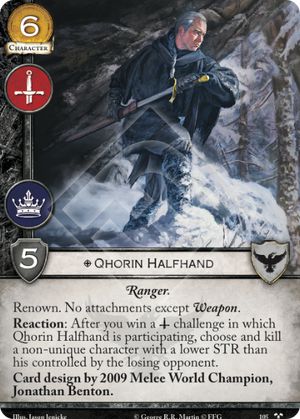 6
CHARACTER
5
QHORIN HALFHAND
Ranger.
Renown. No attachments except Weapon.
Reaction: After you win a challenge in which
Qhorin Halfhand is participating, choose and kill
a non-unique character with a lower STR than
his controlled by the losing opponent.
Card design by 2009 Melee World Champion,
Jonathan Benton.
Illus. Jason Jenicke
© George R.R. Martin © FFG
105